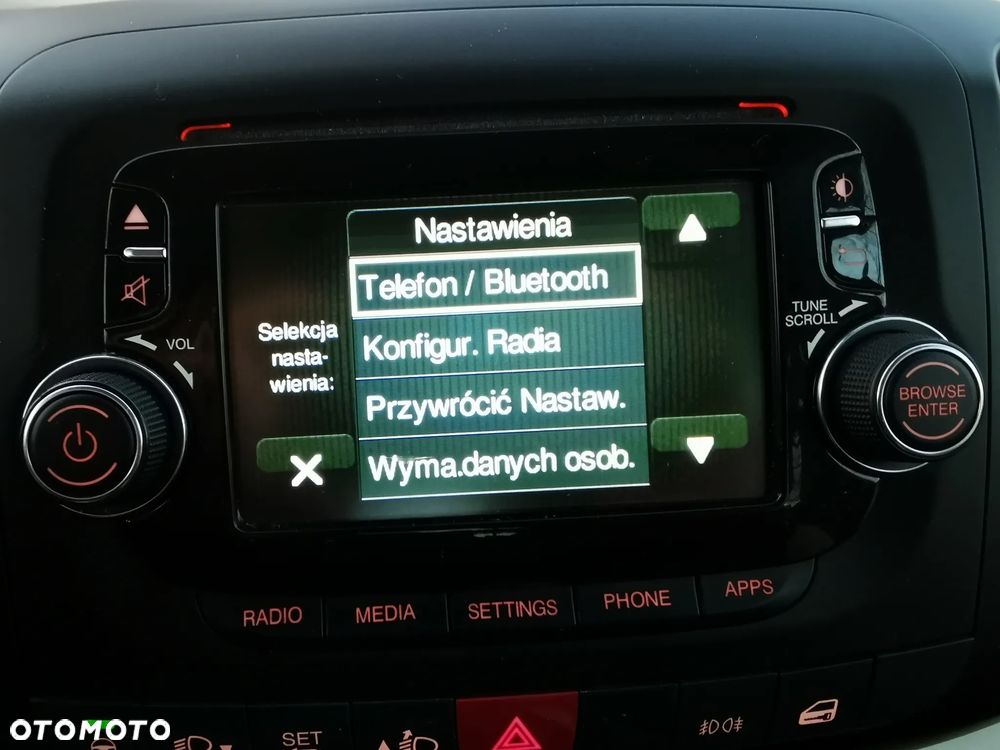 Nastawienia
Telefon / Bluetooth
Selekcja
nasta-
wienia:
Konfigur. Radia
Przywrócić Nastaw.
Wyma.danych osob.
VOL
TUNE
SCROLL
BROWSE
ENTER
RADIO
MEDIA
SETTINGS
PHONE
APPS
SET
OTOMOTO